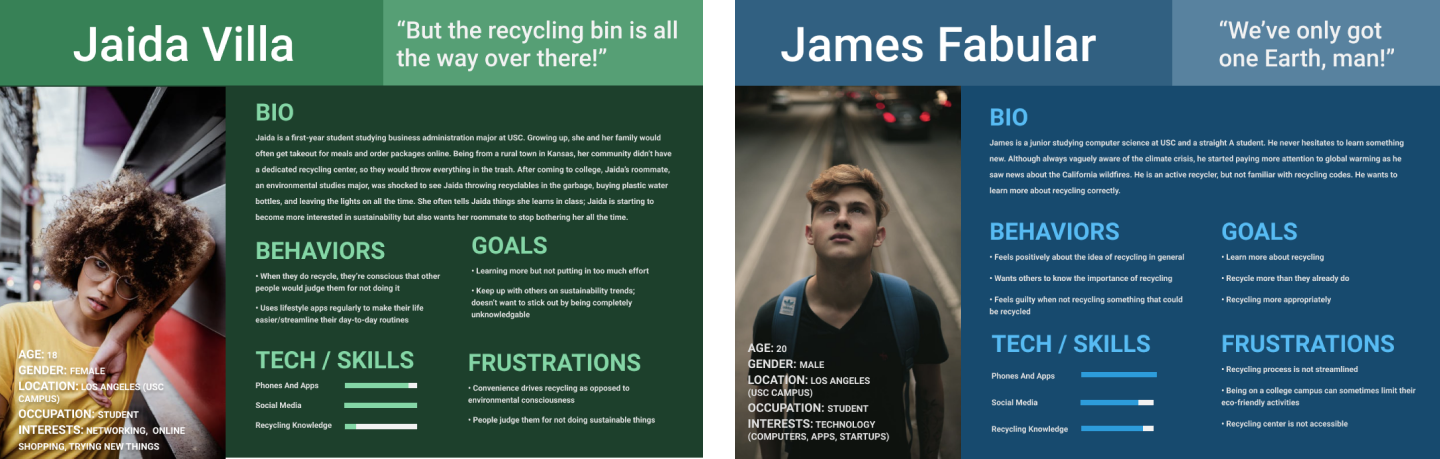 Jaida Villa
“But the recycling bin is all
the way over there!”
BIO
Jaida is a first-year student studying business administration major at USC. Growing up, she and her family would
often get takeout for meals and order packages online. Being from a rural town in Kansas, her community didn't have
a dedicated recycling center, so they would throw everything in the trash. After coming to college, Jaida's roommate,
an environmental studies major, was shocked to see Jaida throwing recyclables in the garbage, buying plastic water
bottles, and leaving the lights on all the time. She often tells Jaida things she learns in class; Jaida is starting to
become more interested in sustainability but also wants her roommate to stop bothering her all the time.
BEHAVIORS
• When they do recycle, they're conscious that other
people would judge them for not doing it
• Uses lifestyle apps regularly to make their life
easier/streamline their day-to-day routines
GOALS
• Learning more but not putting in too much effort
• Keep up with others on sustainability trends;
doesn't want to stick out by being completely
unknowledgable
TECH / SKILLS
Phones And Apps
Social Media
Recycling Knowledge
FRUSTRATIONS
• Convenience drives recycling as opposed to
environmental consciousness
• People judge them for not doing sustainable things
AGE: 18
GENDER: FEMALE
LOCATION: LOS ANGELES (USC
CAMPUS)
OCCUPATION: STUDENT
INTERESTS: NETWORKING, ONLINE
SHOPPING, TRYING NEW THINGS
James Fabular
“We've only got
one Earth, man!”
BIO
James is a junior studying computer science at USC and a straight A student. He never hesitates to learn something
new. Although always vaguely aware of the climate crisis, he started paying more attention to global warming as he
saw news about the California wildfires. He is an active recycler, but not familiar with recycling codes. He wants to
learn more about recycling correctly.
BEHAVIORS
• Feels positively about the idea of recycling in general
• Wants others to know the importance of recycling
• Feels guilty when not recycling something that could
be recycled
GOALS
• Learn more about recycling
• Recycle more than they already do
• Recycling more appropriately
TECH / SKILLS
Phones And Apps
Social Media
Recycling Knowledge
FRUSTRATIONS
• Recycling process is not streamlined
• Being on a college campus can sometimes limit their
eco-friendly activities
• Recycling center is not accessible
AGE: 20
GENDER: MALE
LOCATION: LOS ANGELES
(USC CAMPUS)
OCCUPATION: STUDENT
INTERESTS: TECHNOLOGY
(COMPUTERS, APPS, STARTUPS)